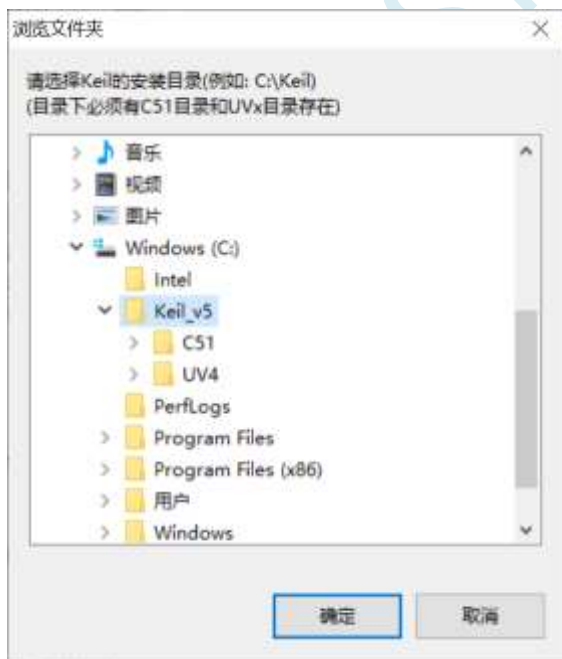 浏览文件夹
请选择Keil的安装目录(例如: C:\Keil)
(目录下必须有C51目录和UVx目录存在)
音乐
视频
图片
Windows (C:)
Intel
Keil_v5
C51
UV4
PerfLogs
Program Files
Program Files (x86)
用户
Windows
确定
取消